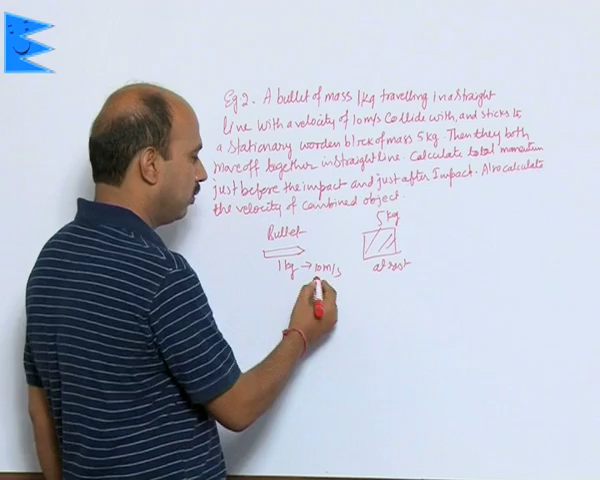 Eg 2. A bullet of mass 1kg travelling in a straight
line with a velocity of 10m/s Collide with, and sticks to
a stationary wooden block of mass 5kg. Then they both
move off together in straight line. Calculate total momentum
just before the impact and just after Impact. Also calculate
the velocity of combined object.
Bullet
5kg
1kg → 10m/s
at rest